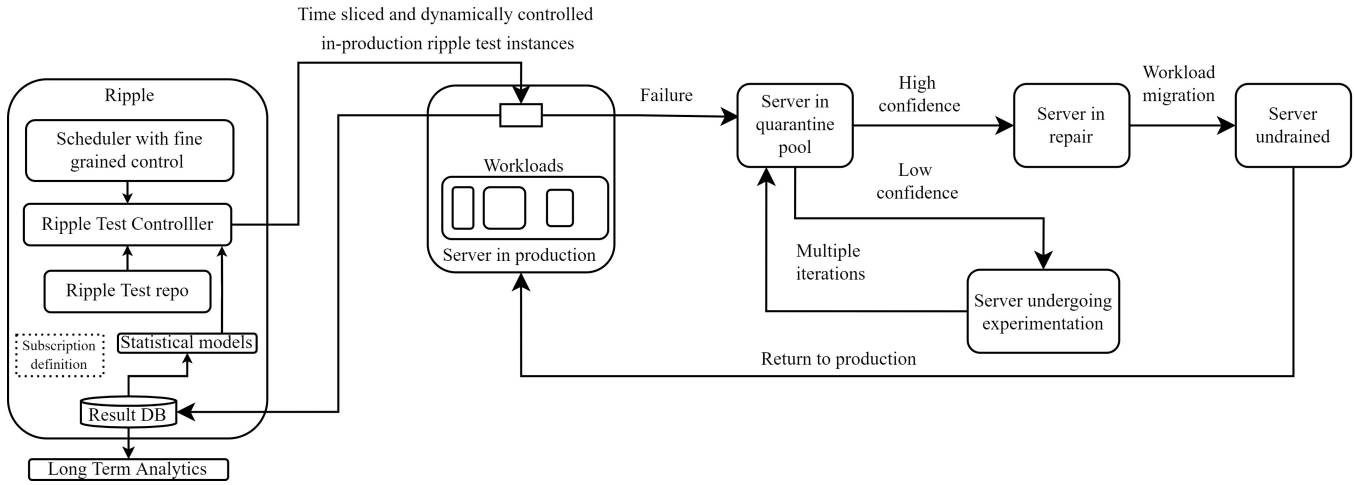 Time sliced and dynamically controlled
in-production ripple test instances
Ripple
Scheduler with fine
grained control
Ripple Test Controlller
Ripple Test repo
Subscription
definition
Statistical models
Result DB
Long Term Analytics
Workloads
Server in production
Failure
Server in
quarantine
pool
High
confidence
Server in
repair
Workload
migration
Server
undrained
Low
confidence
Multiple
iterations
Server undergoing
experimentation
Return to production